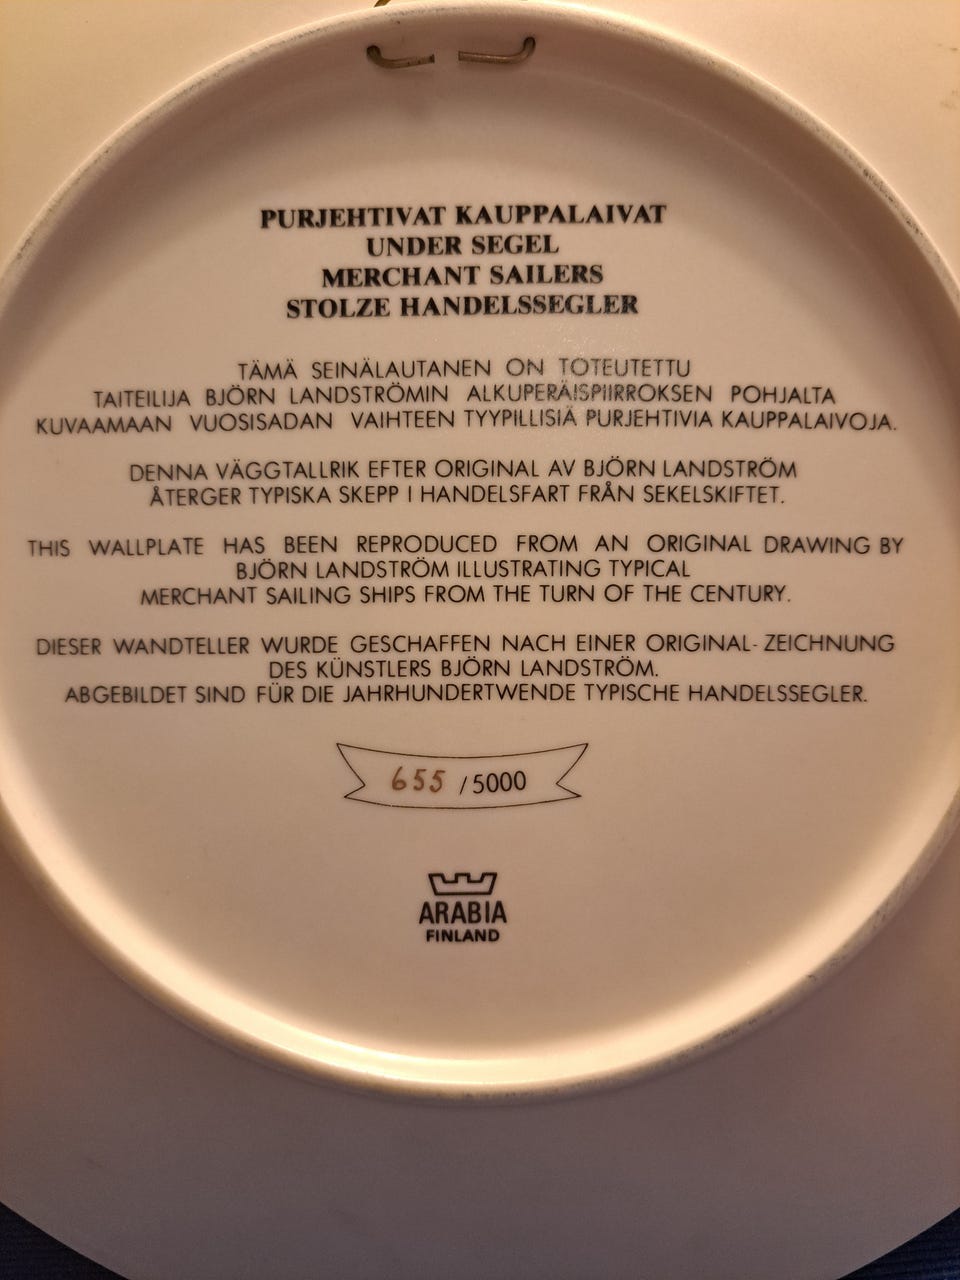 PURJEHTIVAT KAUPPALAIVAT
UNDER SEGEL
MERCHANT SAILERS
STOLZE HANDELSSEGLER
TÄMÄ SEINÄLAUTANEN ON TOTEUTETTU
TAITEILIJA BJÖRN LANDSTRÖMIN ALKUPERÄISPIIRROKSEN POHJALTA
KUVAAMAAN VUOSISADAN VAIHTEEN TYYPILLISIÄ PURJEHTIVIA KAUPPALAIVOJA.
DENNA VÄGGTALLRIK EFTER ORIGINAL AV BJÖRN LANDSTRÖM
ÅTERGER TYPISKA SKEPP I HANDELSFART FRÅN SEKELSKIFTET.
THIS WALLPLATE HAS BEEN REPRODUCED FROM AN ORIGINAL DRAWING BY
BJÖRN LANDSTRÖM ILLUSTRATING TYPICAL
MERCHANT SAILING SHIPS FROM THE TURN OF THE CENTURY.
DIESER WANDTELLER WURDE GESCHAFFEN NACH EINER ORIGINAL-ZEICHNUNG
DES KÜNSTLERS BJÖRN LANDSTRÖM.
ABGEBILDET SIND FÜR DIE JAHRHUNDERTWENDE TYPISCHE HANDELSSEGLER.
655 / 5000
ARABIA
FINLAND